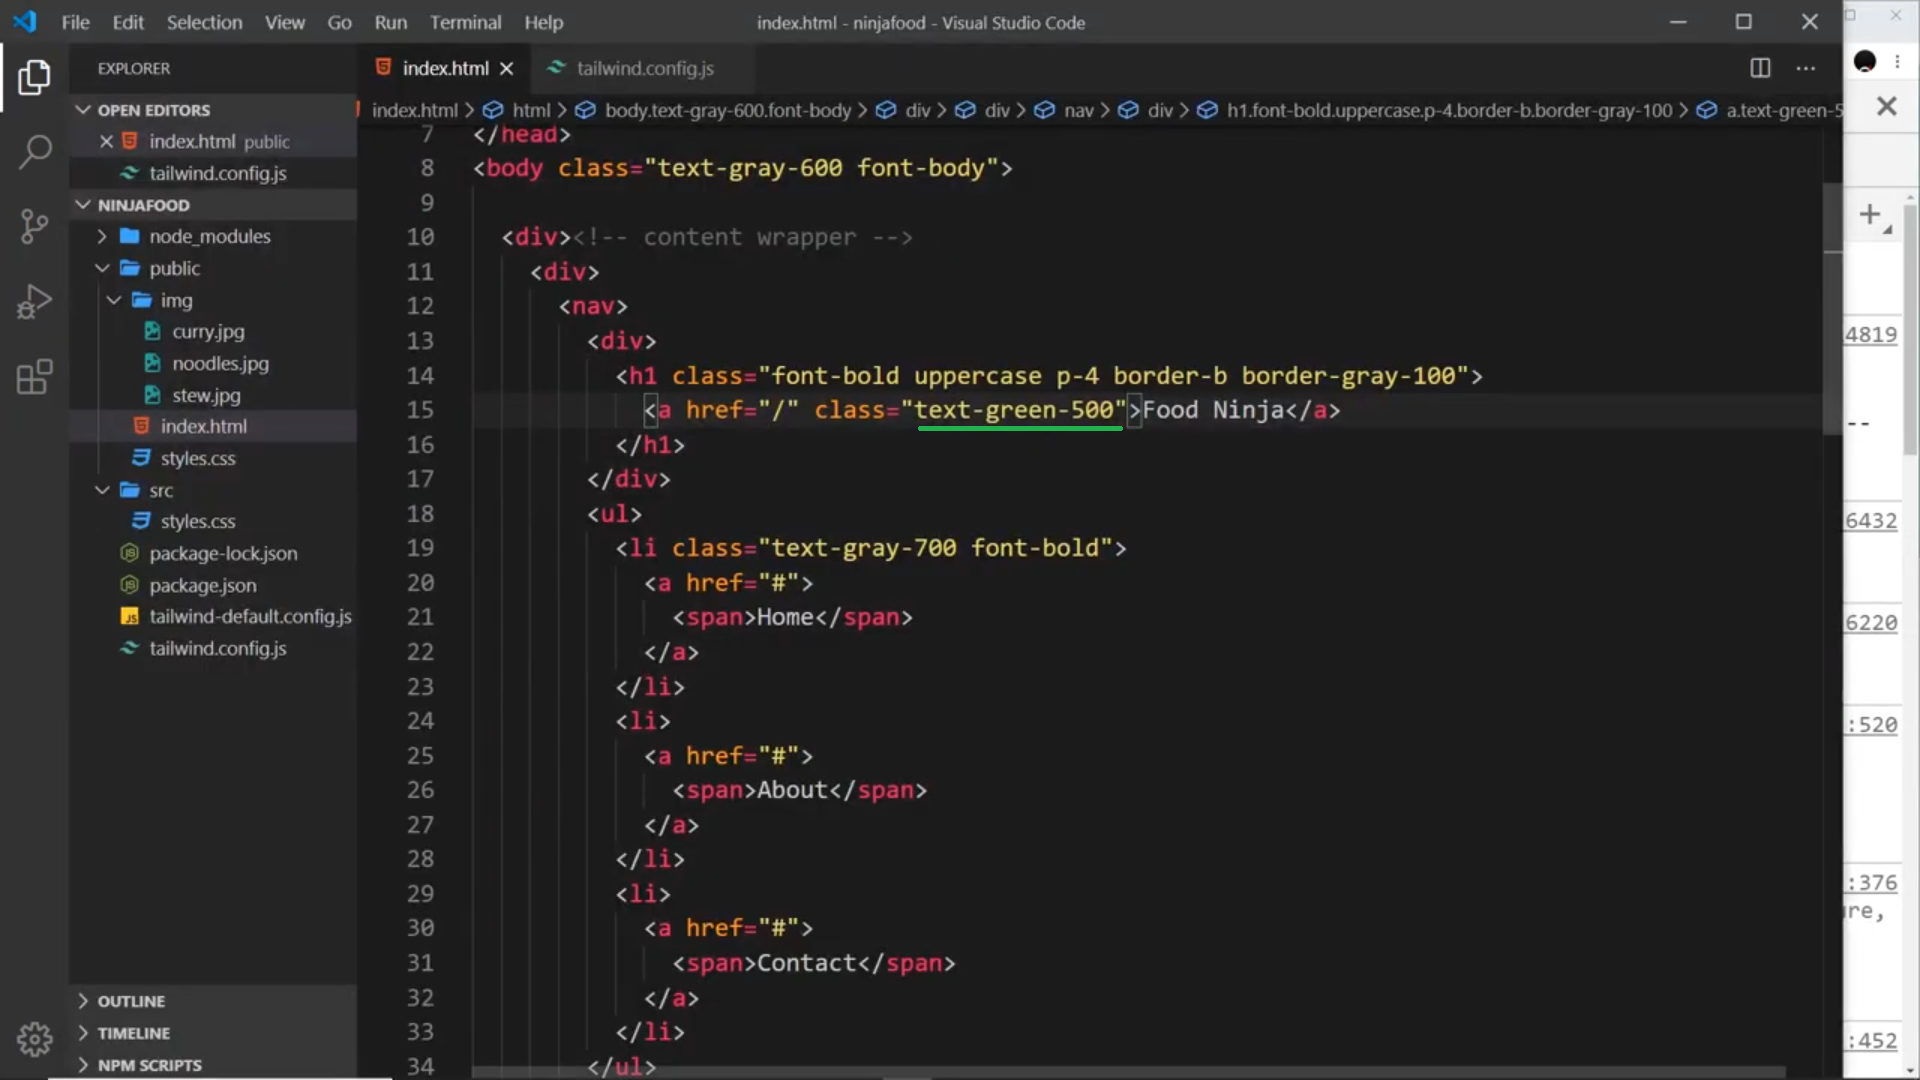 File Edit Selection View Go Run Terminal Help
index.html - ninjafood - Visual Studio Code
EXPLORER
OPEN EDITORS
index.html public
tailwind.config.js
NINJAFOOD
node_modules
public
img
curry.jpg
noodles.jpg
stew.jpg
index.html
styles.css
src
styles.css
package-lock.json
package.json
tailwind-default.config.js
tailwind.config.js
OUTLINE
TIMELINE
NPM SCRIPTS
index.html tailwind.config.js
index.html > html > body.text-gray-600.font-body > div > div > nav > div > h1.font-bold.uppercase.p-4.border-b.border-gray-100 > a.text-green-5
7 </head>
8 <body class="text-gray-600 font-body">
9
10 <div><!-- content wrapper -->
11 <div>
12 <nav>
13 <div>
14 <h1 class="font-bold uppercase p-4 border-b border-gray-100">
15 <a href="/" class="text-green-500">Food Ninja</a>
16 </h1>
17 </div>
18 <ul>
19 <li class="text-gray-700 font-bold">
20 <a href="#">
21 <span>Home</span>
22 </a>
23 </li>
24 <li>
25 <a href="#">
26 <span>About</span>
27 </a>
28 </li>
29 <li>
30 <a href="#">
31 <span>Contact</span>
32 </a>
33 </li>
34 </ul>
4819
--
6432
6220
:520
:376
re,
:452